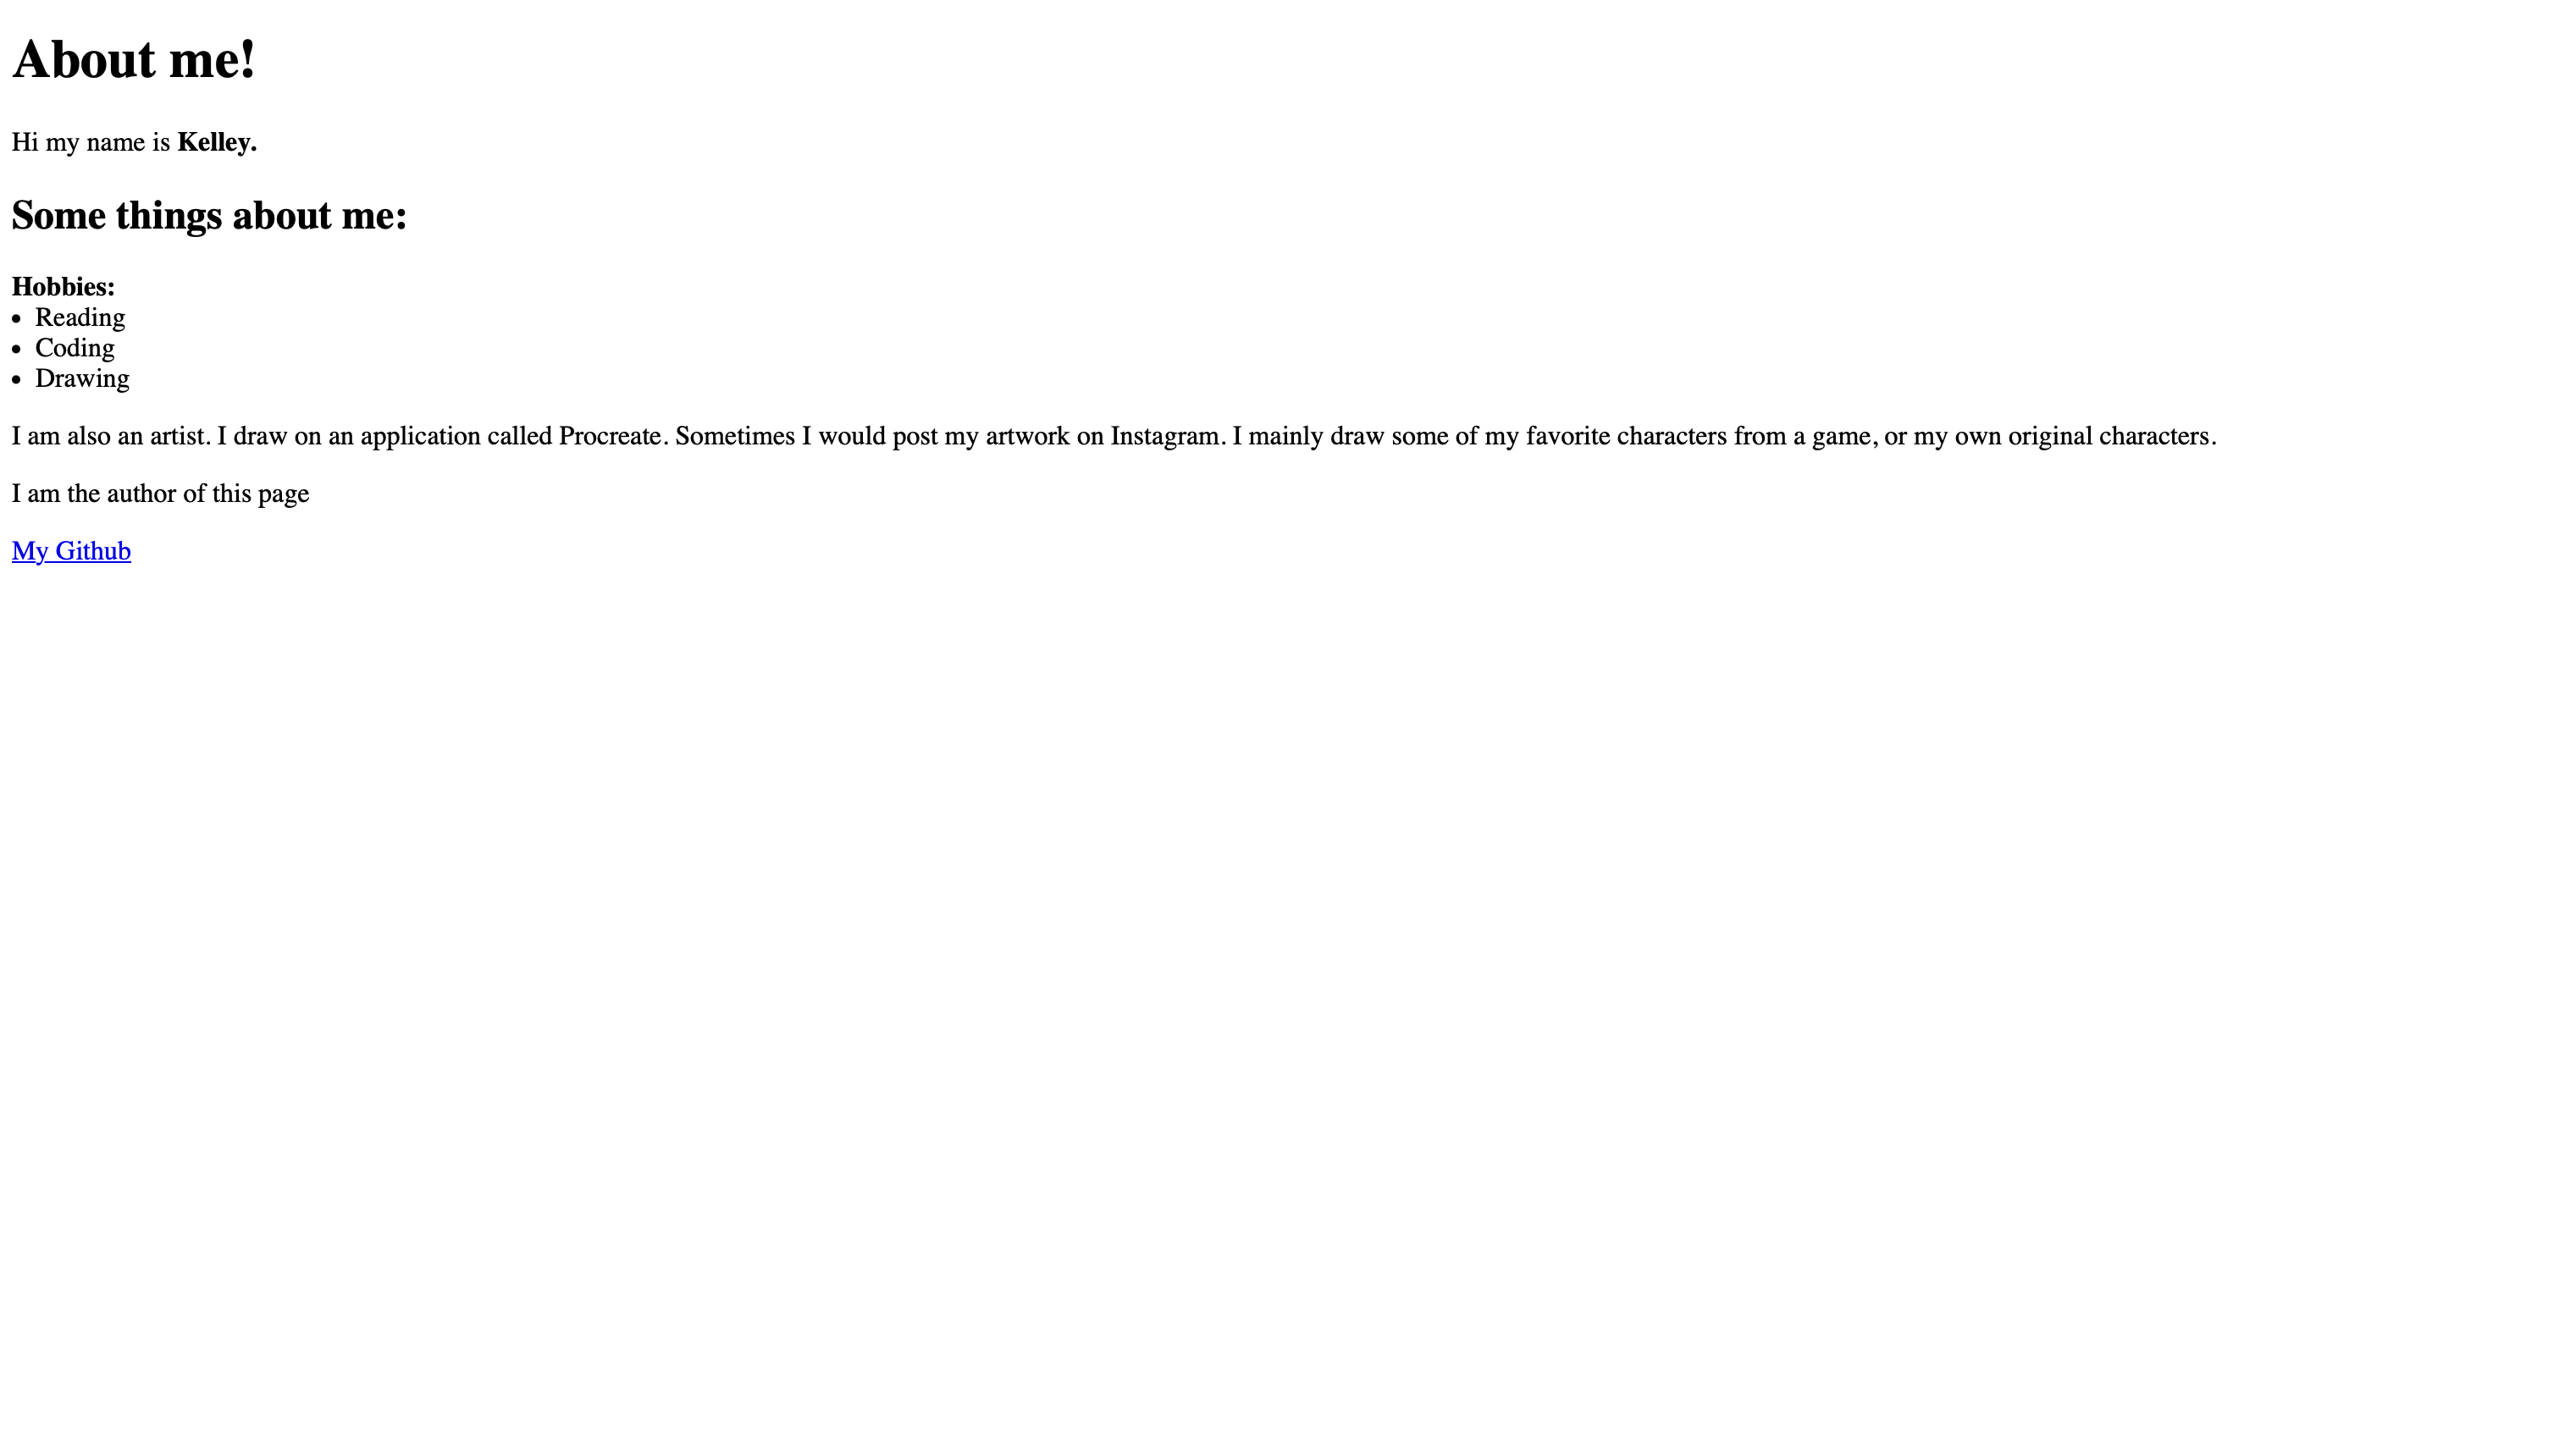 About me!
Hi my name is Kelley.
Some things about me:
Hobbies:
• Reading
• Coding
• Drawing
I am also an artist. I draw on an application called Procreate. Sometimes I would post my artwork on Instagram. I mainly draw some of my favorite characters from a game, or my own original characters.
I am the author of this page
My Github